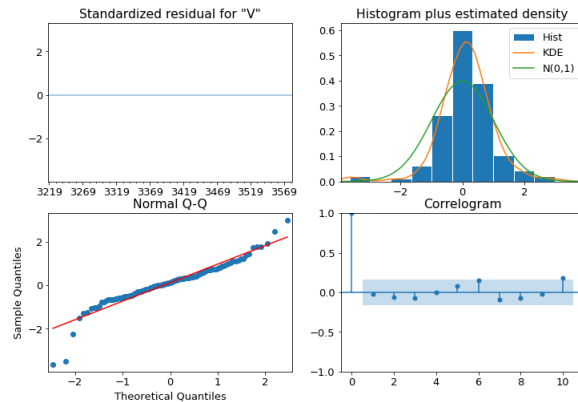 Standardized residual for "V"
2
0
−2
3219 3269 3319 3369 3419 3469 3519 3569
Histogram plus estimated density
Hist
KDE
N(0,1)
0.6
0.5
0.4
0.3
0.2
0.1
0.0
−2 0 2
Normal Q-Q
Sample Quantiles
2
0
−2
−2 −1 0 1 2
Theoretical Quantiles
Correlogram
1.0
0.5
0.0
−0.5
−1.0
0 2 4 6 8 10